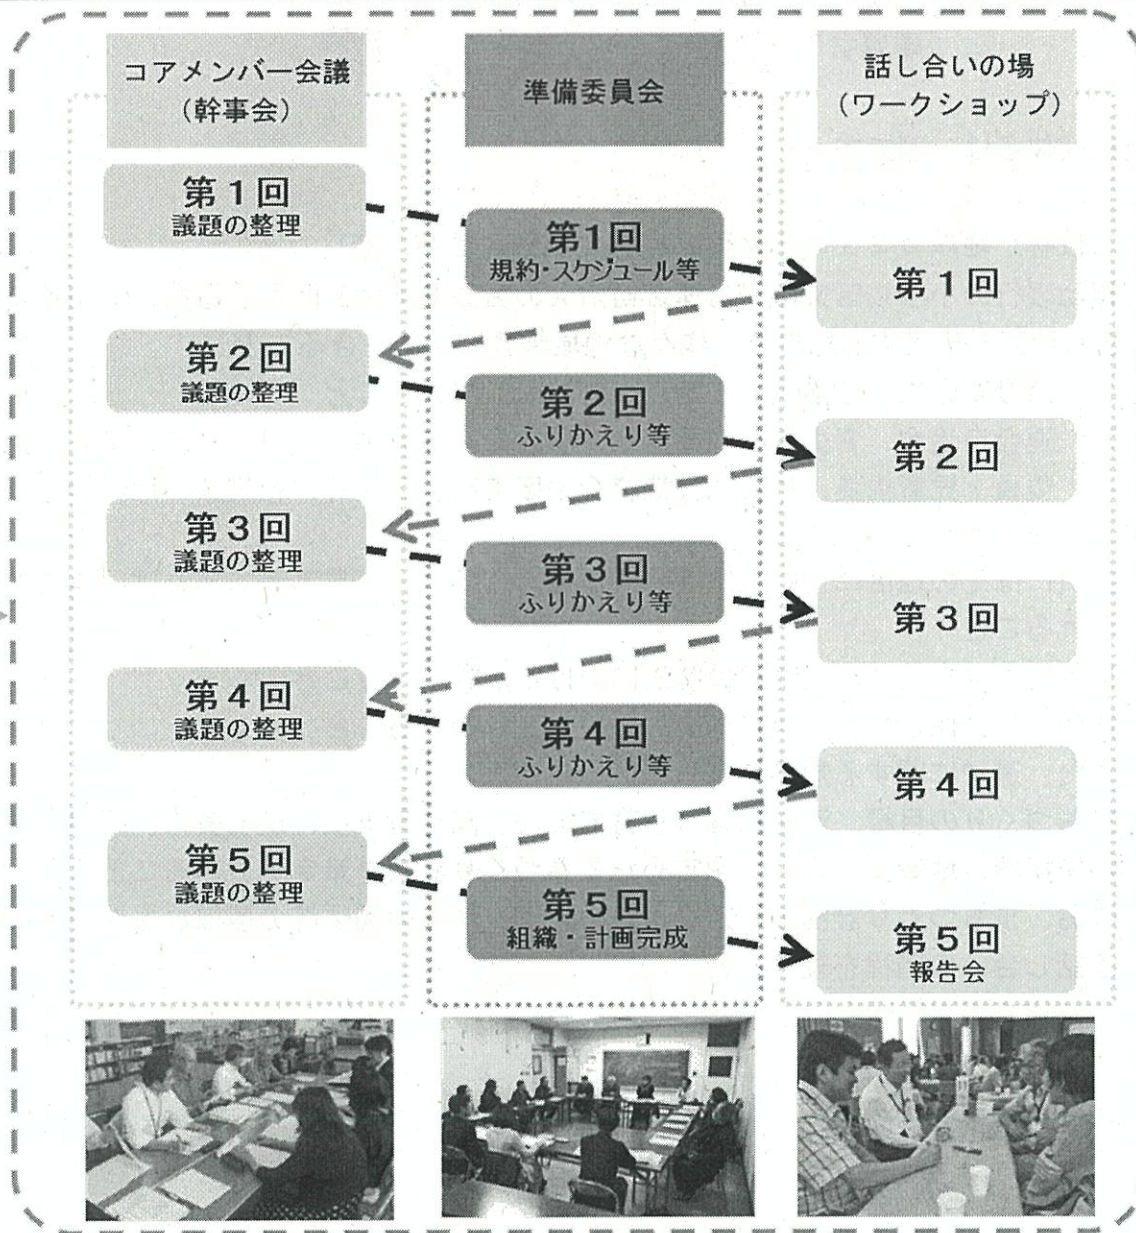 コアメンバー会議
(幹事会)
第1回
議題の整理
第2回
議題の整理
第3回
議題の整理
第4回
議題の整理
第5回
議題の整理
準備委員会
第1回
規約・スケジュール等
第2回
ふりかえり等
第3回
ふりかえり等
第4回
ふりかえり等
第5回
組織・計画完成
話し合いの場
(ワークショップ)
第1回
第2回
第3回
第4回
第5回
報告会